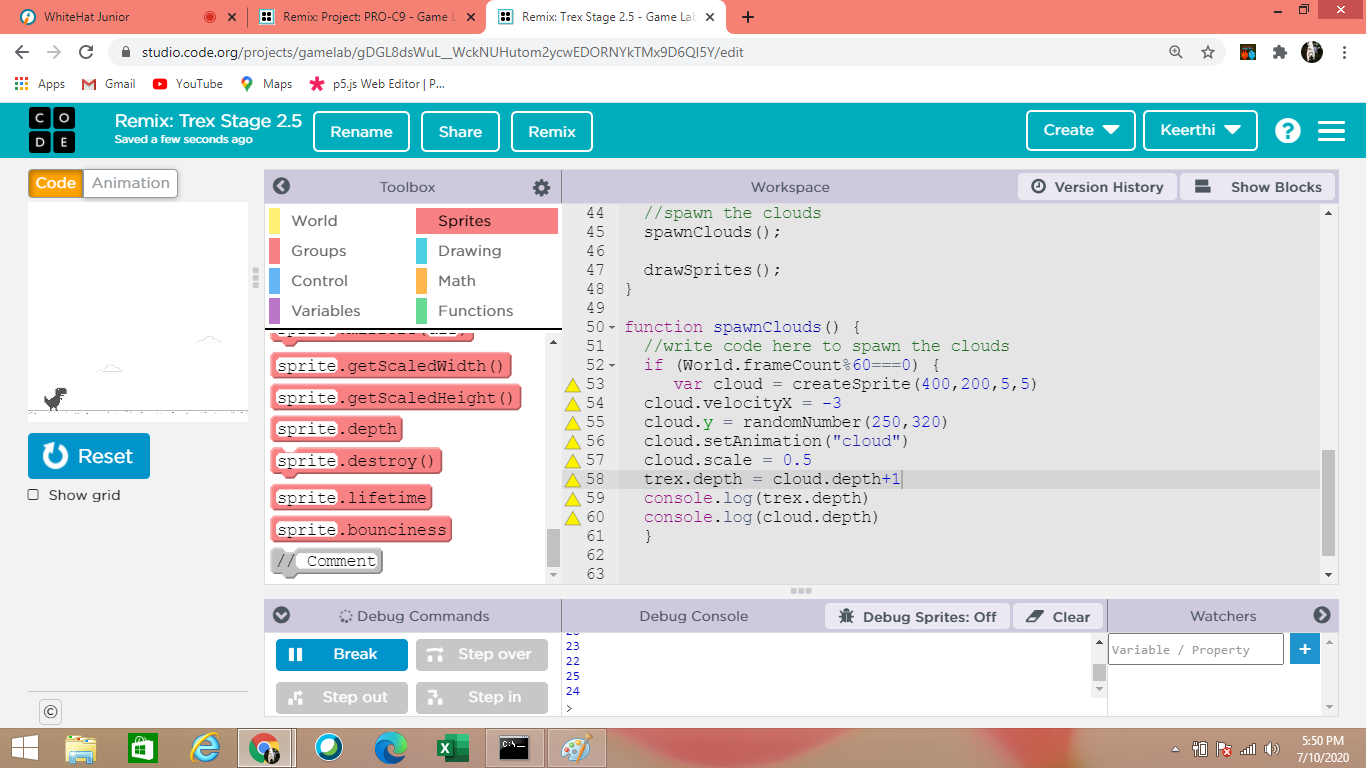 WhiteHat Junior
Remix: Project: PRO-C9 - Game L
Remix: Trex Stage 2.5 - Game Lab
studio.code.org/projects/gamelab/gDGL8dsWuL__WckNUHutom2ycwEDORNYkTMx9D6QI5Y/edit
Apps
Gmail
YouTube
Maps
p5.js Web Editor | P...
C O
D E
Remix: Trex Stage 2.5
Saved a few seconds ago
Rename
Share
Remix
Create
Keerthi
?
Code
Animation
Toolbox
Workspace
Version History
Show Blocks
World
Sprites
Groups
Drawing
Control
Math
Variables
Functions
sprite.getScaledWidth()
sprite.getScaledHeight()
sprite.depth
sprite.destroy()
sprite.lifetime
sprite.bounciness
// Comment
44 //spawn the clouds
45 spawnClouds();
46
47 drawSprites();
48 }
49
50 function spawnClouds() {
51 //write code here to spawn the clouds
52 if (World.frameCount%60===0) {
53 var cloud = createSprite(400,200,5,5)
54 cloud.velocityX = -3
55 cloud.y = randomNumber(250,320)
56 cloud.setAnimation("cloud")
57 cloud.scale = 0.5
58 trex.depth = cloud.depth+1
59 console.log(trex.depth)
60 console.log(cloud.depth)
61 }
62
63
Reset
Show grid
©
Debug Commands
Break
Step over
Step out
Step in
Debug Console
Debug Sprites: Off
Clear
23
22
25
24
>
Watchers
Variable / Property
+
5:50 PM
7/10/2020